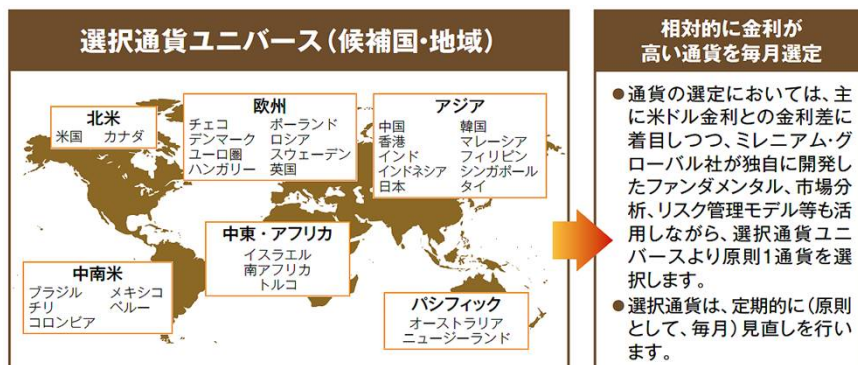 選択通貨ユニバース(候補国・地域)
北米
米国 カナダ
欧州
チェコ ポーランド
デンマーク ロシア
ユーロ圏 スウェーデン
ハンガリー 英国
アジア
中国 韓国
香港 マレーシア
インド フィリピン
インドネシア シンガポール
日本 タイ
中東・アフリカ
イスラエル
南アフリカ
トルコ
中南米
ブラジル メキシコ
チリ ペルー
コロンビア
パシフィック
オーストラリア
ニュージーランド
相対的に金利が
高い通貨を毎月選定
●通貨の選定においては、主
に米ドル金利との金利差に
着目しつつ、ミレニアム・グ
ローバル社が独自に開発し
たファンダメンタル、市場分
析、リスク管理モデル等も活
用しながら、選択通貨ユニ
バースより原則1通貨を選
択します。
●選択通貨は、定期的に(原則
として、毎月)見直しを行い
ます。